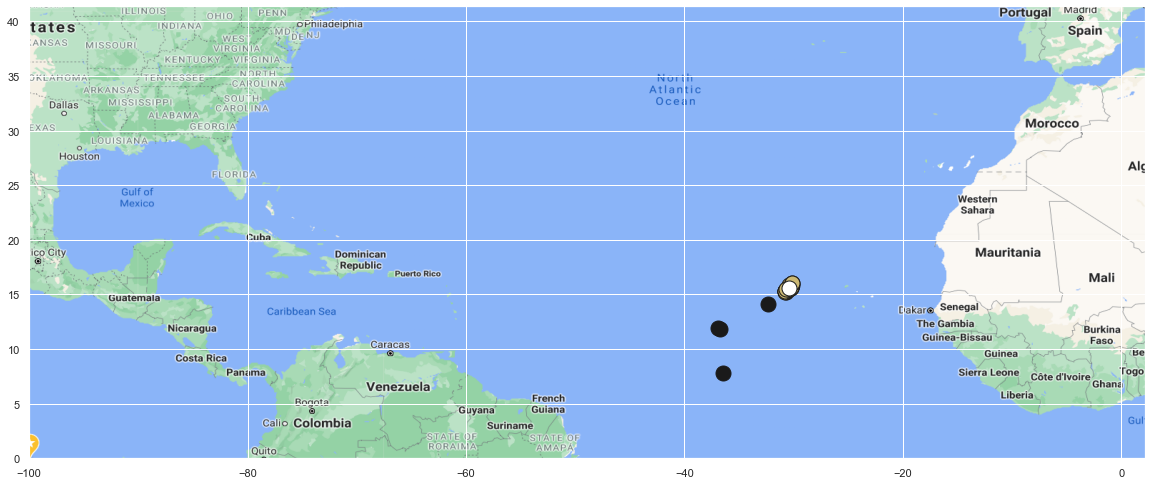 ILLINOIS
OHIO
PENN
Philadelphia
Portugal
Madrid
40
tates
INDIANA
MD
DE
NJ
Spain
KANSAS
MISSOURI
WEST
VIRGINIA
KENTUCKY
VIRGINIA
35
OKLAHOMA
TENNESSEE
NORTH
CAROLINA
North
Atlantic
Ocean
ARKANSAS
Dallas
MISSISSIPPI
SOUTH
CAROLINA
ALABAMA
GEORGIA
Morocco
30
EXAS
LOUISIANA
Houston
Alg
FLORIDA
25
Gulf of
Mexico
Western
Sahara
20
Cuba
ico City
Dominican
Republic
Puerto Rico
Mauritania
Mali
15
Guatemala
Caribbean Sea
Dakar
Senegal
The Gambia
Nicaragua
Guinea-Bissau
Burkina
Faso
10
Caracas
Costa Rica
Panama
Guinea
Be
Venezuela
Sierra Leone
Côte d'Ivoire
Togo
Ghana
5
Bogota
French
Guiana
Guyana
Liberia
Cali
Colombia
Suriname
Gulf
STATE OF
RORAIMA
STATE OF
AMAPA
Quito
0
−100
−80
−60
−40
−20
0